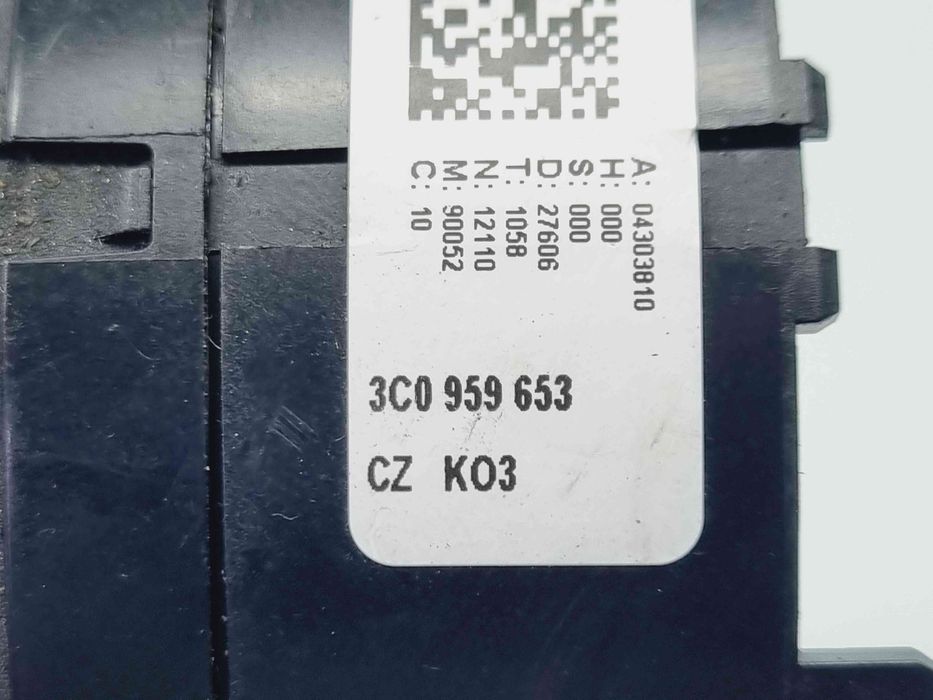 A: 04303810
H: 000
S: 000
D: 27606
T: 1058
N: 12110
M: 90052
C: 10
3C0 959 653
CZ KO3